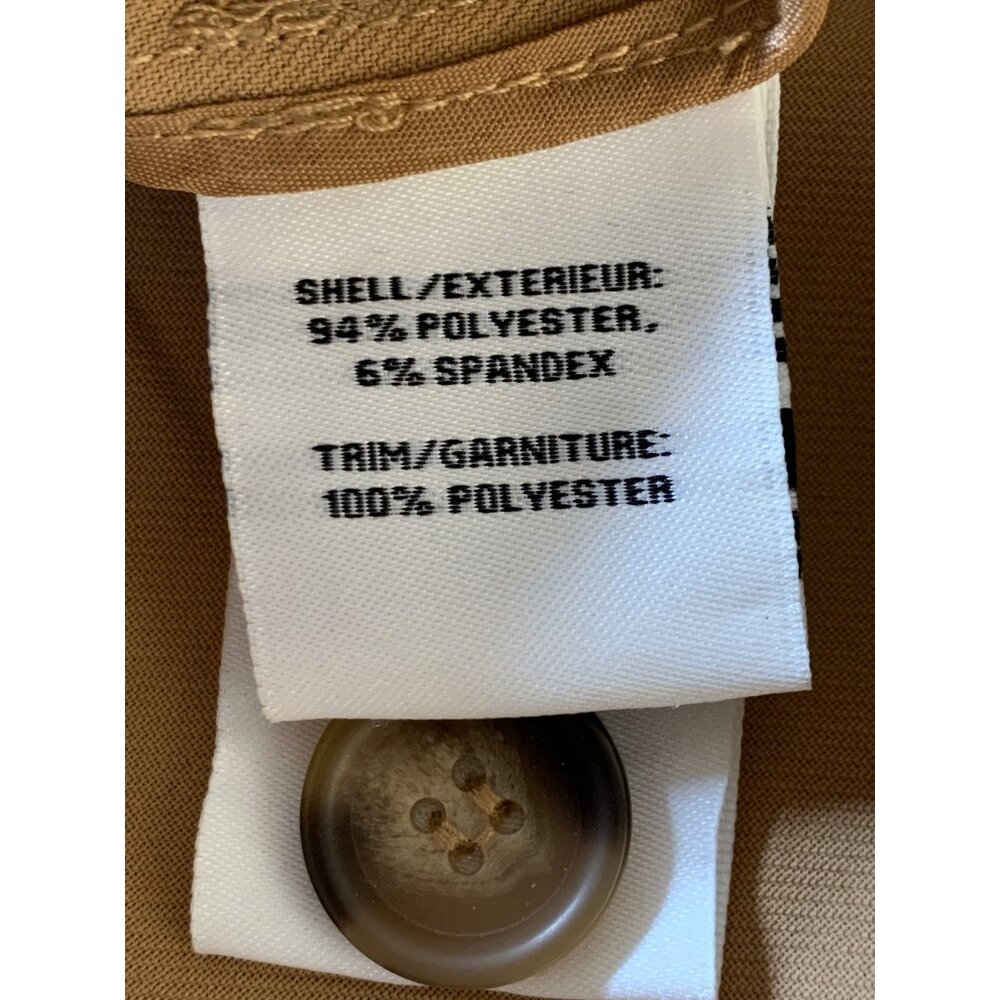 SHELL/EXTERIEUR:
94% POLYESTER,
6% SPANDEX
TRIM/GARNITURE:
100% POLYESTER